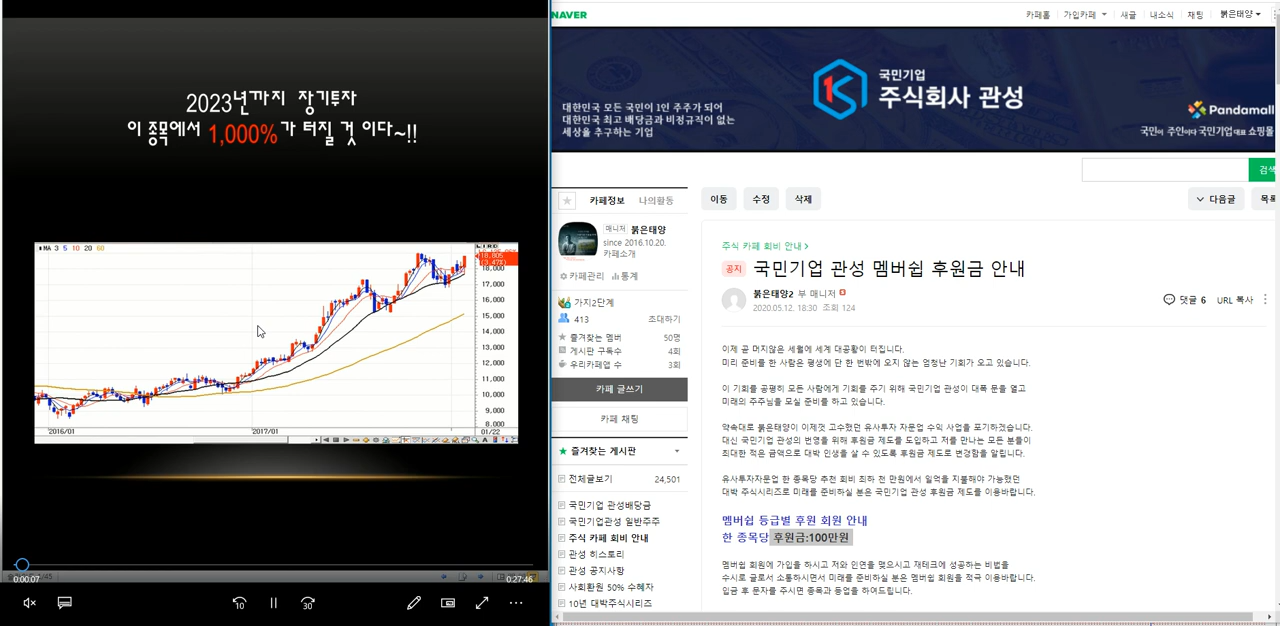 2023년까지 장기투자
이 종목에서 1,000%가 터질 것 이다~!!
MA 3 5 10 20 60
18,805
(3.47%)
18,000
17,000
16,000
15,000
14,000
13,000
12,000
11,000
10,000
9,000
8,000
2016/01
2017/01
01/22
0:00:07
0:27:46
10
30
NAVER
카페홈
가입카페
새글
내소식
채팅
붉은태양
대한민국 모든 국민이 1인 주주가 되어
대한민국 최고 배당금과 비정규직이 없는
세상을 추구하는 기업
국민기업
주식회사 관성
Pandamall
국민이 주인이다 국민기업대표 쇼핑몰
검색
카페정보
나의활동
매니저 붉은태양
since 2016.10.20.
카페소개
카페관리
통계
가지2단계
413
초대하기
즐겨찾는 멤버
50명
게시판 구독수
4회
우리카페앱 수
3회
카페 글쓰기
카페 채팅
즐겨찾는 게시판
전체글보기
24,501
국민기업 관성배당금
국민기업관성 일반주주
주식 카페 회비 안내
관성 히스토리
관성 공지사항
사회환원 50% 수혜자
10년 대박주식시리즈
이동
수정
삭제
다음글
목록
주식 카페 회비 안내 >
공지 국민기업 관성 멤버쉽 후원금 안내
붉은태양2 부 매니저
2020.05.12. 18:30 조회 124
댓글 6
URL 복사
이제 곧 머지않은 세월에 세계 대공황이 터집니다.
미리 준비를 한 사람은 평생에 단 한 번밖에 오지 않는 엄청난 기회가 오고 있습니다.
이 기회를 공평히 모든 사람에게 기회를 주기 위해 국민기업 관성이 대폭 문을 열고
미래의 주주님을 모실 준비를 하고 있습니다.
약속대로 붉은태양이 이제껏 고수했던 유사투자 자문업 수익 사업을 포기하겠습니다.
대신 국민기업 관성의 번영을 위해 후원금 제도를 도입하고 저를 만나는 모든 분들이
최대한 적은 금액으로 대박 인생을 살 수 있도록 후원금 제도로 변경함을 알립니다.
유사투자자문업 한 종목당 추천 회비 최하 천 만원에서 일억을 지불해야 가능했던
대박 주식시리즈로 미래를 준비하실 분은 국민기업 관성 후원금 제도를 이용바랍니다.
멤버쉽 등급별 후원 회원 안내
한 종목당 후원금:100만원
멤버쉽 회원에 가입을 하시고 저와 인연을 맺으시고 재테크에 성공하는 비법을
수시로 글로서 소통하시면서 미래를 준비하실 분은 멤버쉽 회원을 적극 이용바랍니다.
입금 후 문자를 주시면 종목과 등업을 하여드립니다.